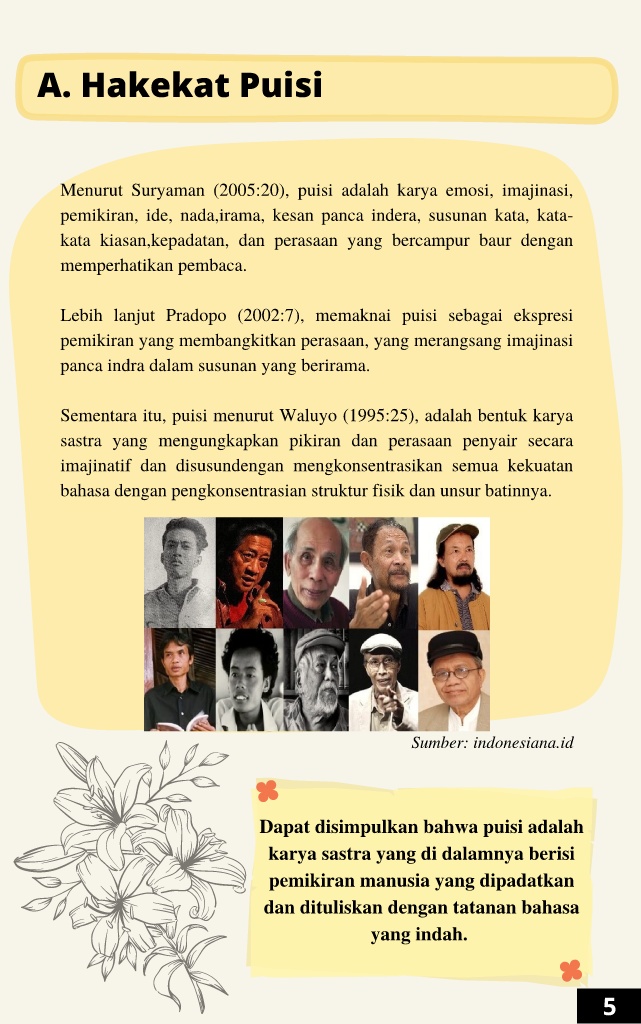 A. Hakekat Puisi
Menurut Suryaman (2005:20), puisi adalah karya emosi, imajinasi,
pemikiran, ide, nada,irama, kesan panca indera, susunan kata, kata-
kata kiasan,kepadatan, dan perasaan yang bercampur baur dengan
memperhatikan pembaca.
Lebih lanjut Pradopo (2002:7), memaknai puisi sebagai ekspresi
pemikiran yang membangkitkan perasaan, yang merangsang imajinasi
panca indra dalam susunan yang berirama.
Sementara itu, puisi menurut Waluyo (1995:25), adalah bentuk karya
sastra yang mengungkapkan pikiran dan perasaan penyair secara
imajinatif dan disusundengan mengkonsentrasikan semua kekuatan
bahasa dengan pengkonsentrasian struktur fisik dan unsur batinnya.
Sumber: indonesiana.id
Dapat disimpulkan bahwa puisi adalah
karya sastra yang di dalamnya berisi
pemikiran manusia yang dipadatkan
dan dituliskan dengan tatanan bahasa
yang indah.
5